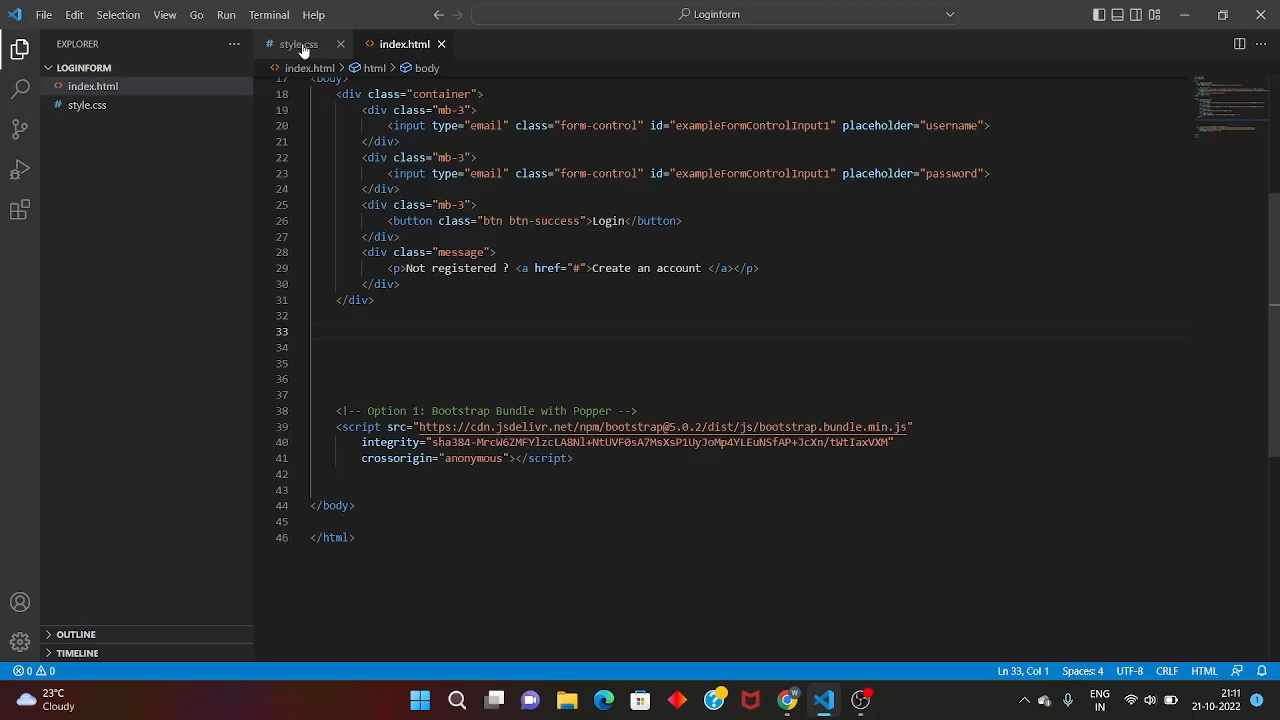 File Edit Selection View Go Run Terminal Help
Loginform
EXPLORER
LOGINFORM
index.html
style.css
OUTLINE
TIMELINE
style.css
index.html
index.html > html > body
17 <body>
18 <div class="container">
19 <div class="mb-3">
20 <input type="email" class="form-control" id="exampleFormControlInput1" placeholder="username">
21 </div>
22 <div class="mb-3">
23 <input type="email" class="form-control" id="exampleFormControlInput1" placeholder="password">
24 </div>
25 <div class="mb-3">
26 <button class="btn btn-success">Login</button>
27 </div>
28 <div class="message">
29 <p>Not registered ? <a href="#">Create an account </a></p>
30 </div>
31 </div>
32
33
34
35
36
37
38 <!-- Option 1: Bootstrap Bundle with Popper -->
39 <script src="https://cdn.jsdelivr.net/npm/bootstrap@5.0.2/dist/js/bootstrap.bundle.min.js"
40 integrity="sha384-MrcW6ZMFYlzcLA8Nl+NtUVF0sA7MsXsP1UyJoMp4YLEuNSfAP+JcXn/tWtIaxVXM"
41 crossorigin="anonymous"></script>
42
43
44 </body>
45
46 </html>
0 0
Ln 33, Col 1 Spaces: 4 UTF-8 CRLF HTML
23°C
Cloudy
ENG
IN
21:11
21-10-2022
1